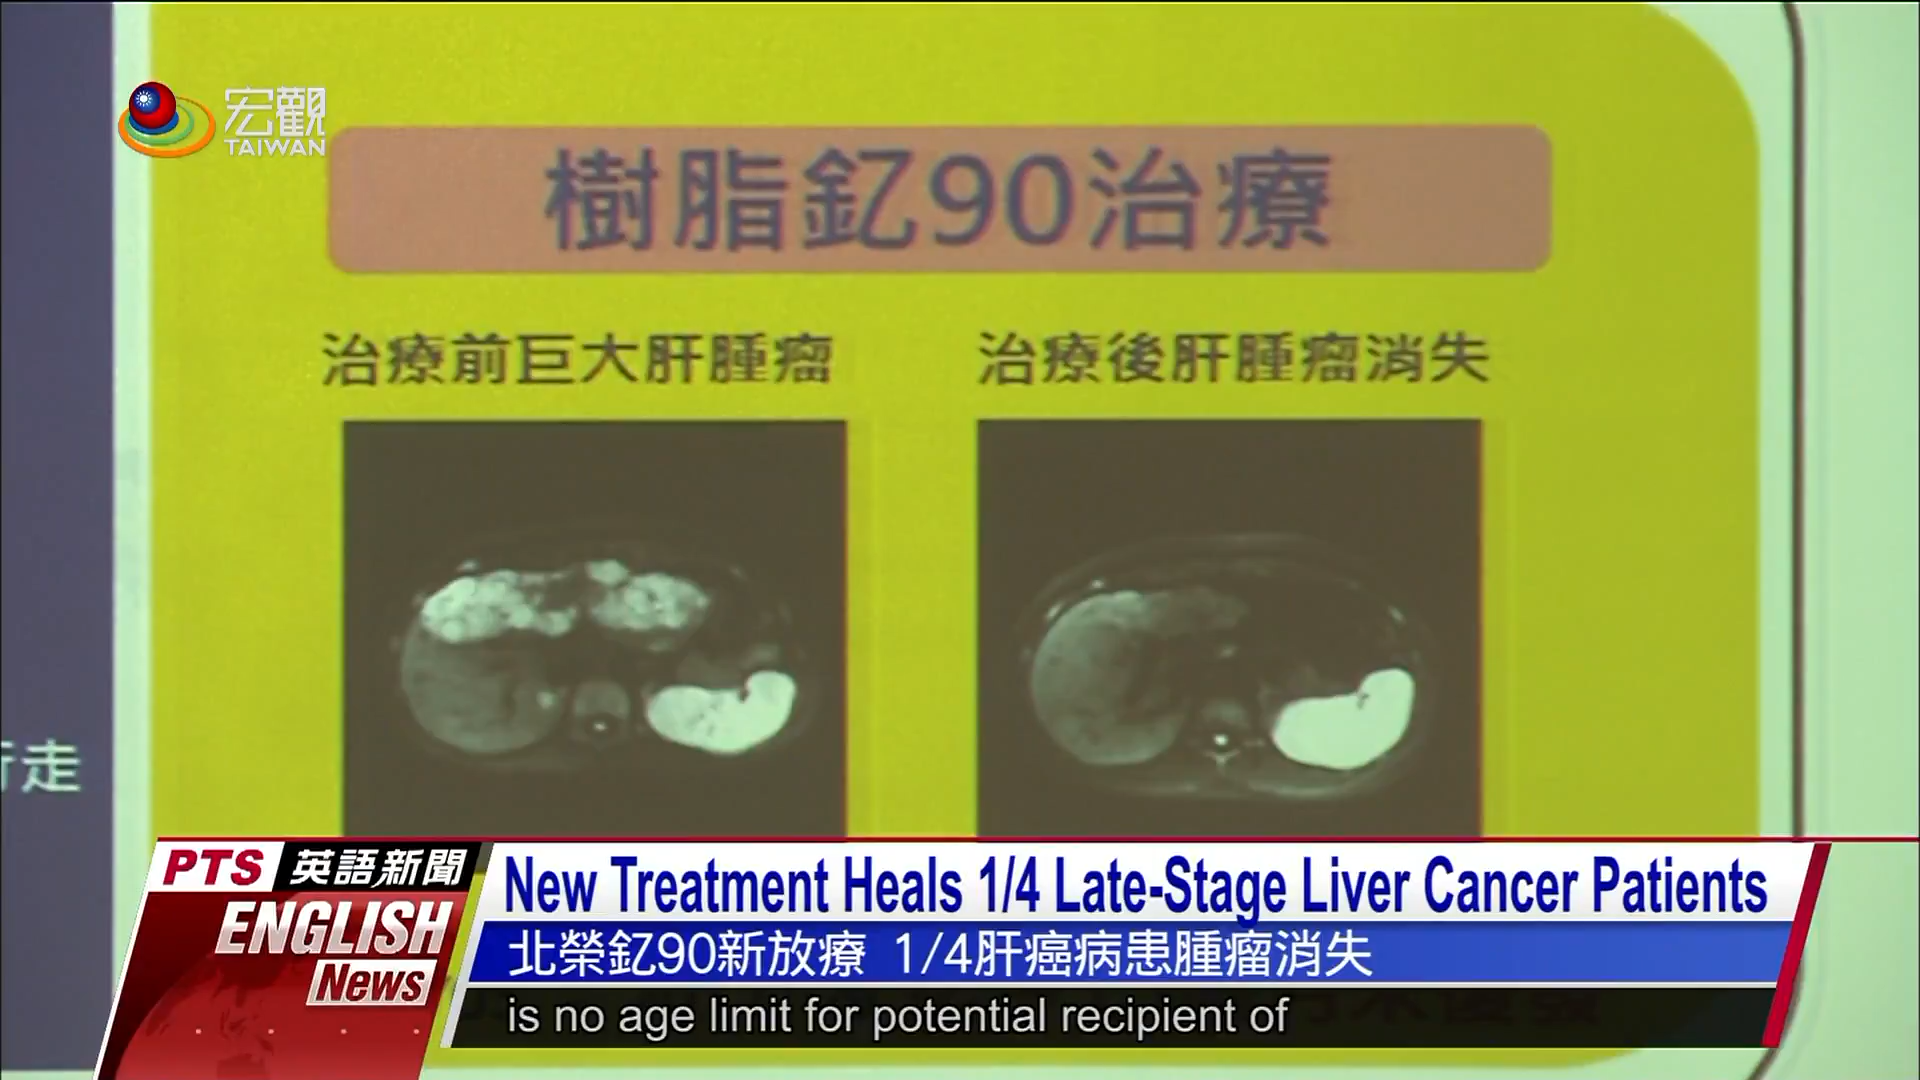 宏觀
TAIWAN
樹脂釔90治療
治療前巨大肝腫瘤
治療後肝腫瘤消失
走
PTS 英語新聞
ENGLISH
News
New Treatment Heals 1/4 Late-Stage Liver Cancer Patients
北榮釔90新放療 1/4肝癌病患腫瘤消失
is no age limit for potential recipient of